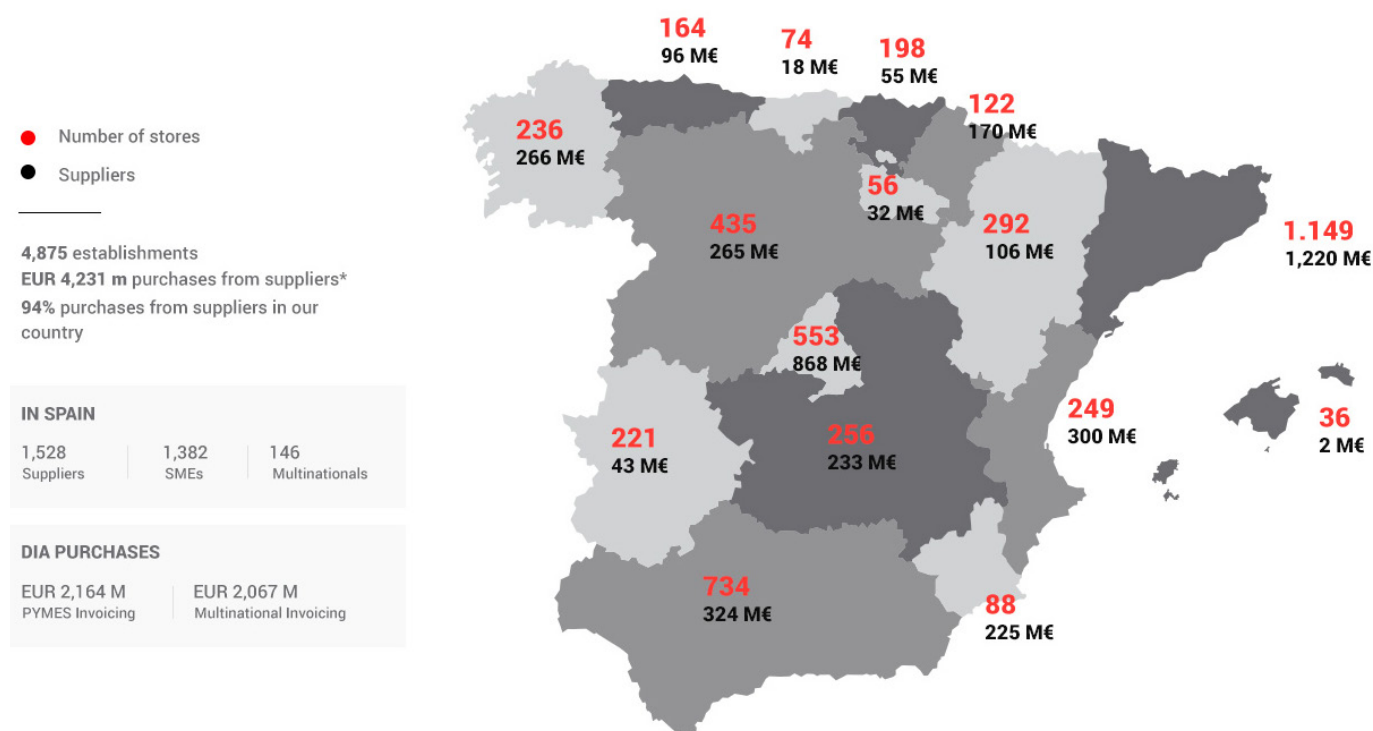 Number of stores
Suppliers
4,875 establishments
EUR 4,231 m purchases from suppliers*
94% purchases from suppliers in our
country
IN SPAIN
1,528
Suppliers
1,382
SMEs
146
Multinationals
DIA PURCHASES
EUR 2,164 M
PYMES Invoicing
EUR 2,067 M
Multinational Invoicing
164
96 M€
74
18 M€
198
55 M€
122
170 M€
236
266 M€
56
32 M€
435
265 M€
292
106 M€
1.149
1,220 M€
553
868 M€
249
300 M€
36
2 M€
221
43 M€
256
233 M€
734
324 M€
88
225 M€